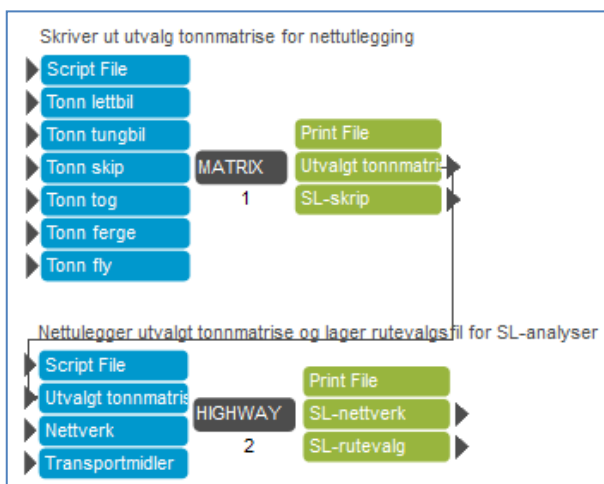 Skriver ut utvalg tonnmatrise for nettutlegging
Script File
Tonn lettbil
Tonn tungbil
Tonn skip
Tonn tog
Tonn ferge
Tonn fly
MATRIX
1
Print File
Utvalgt tonnmatri
SL-skrip
Nettulegger utvalgt tonnmatrise og lager rutevalgsfil for SL-analyser
Script File
Utvalgt tonnmatris
Nettverk
Transportmidler
HIGHWAY
2
Print File
SL-nettverk
SL-rutevalg